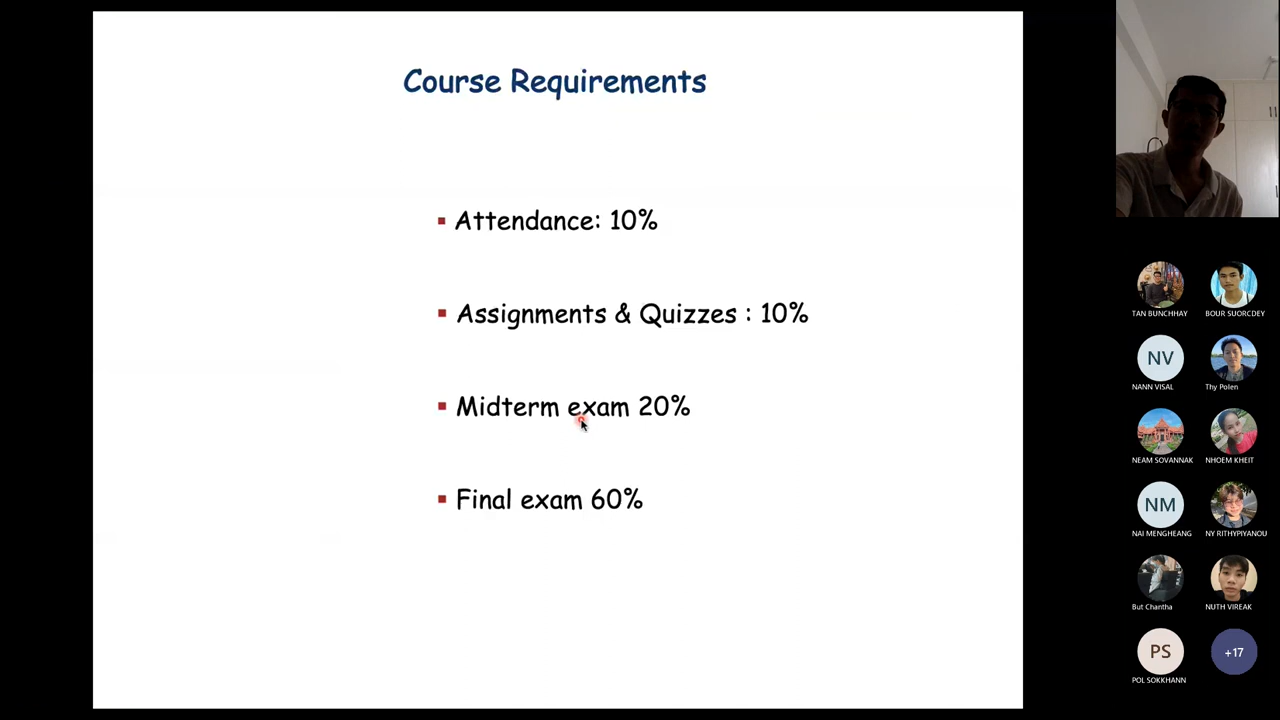 Course Requirements
Attendance: 10%
Assignments & Quizzes : 10%
Midterm exam 20%
Final exam 60%
TAN BUNCHHAY
BOUR SUORCDEY
NV
NANN VISAL
Thy Polen
NEAM SOVANNAK
NHOEM KHEIT
NM
NAI MENGHEANG
NY RITHYPIYANOU
But Chantha
NUTH VIREAK
PS
POL SOKKHANN
+17